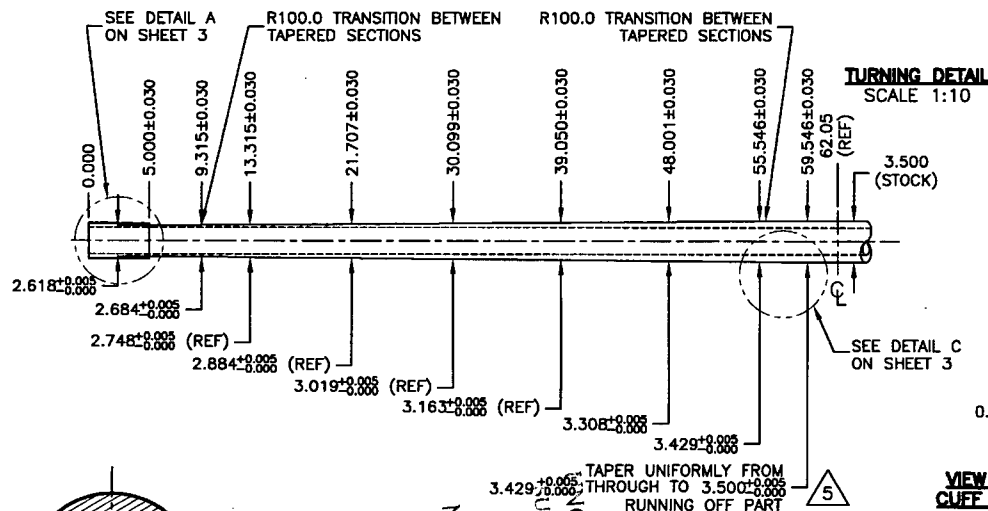 SEE DETAIL A
ON SHEET 3
R100.0 TRANSITION BETWEEN
TAPERED SECTIONS
R100.0 TRANSITION BETWEEN
TAPERED SECTIONS
TURNING DETAIL
SCALE 1:10
0.000
5.000±0.030
9.315±0.030
13.315±0.030
21.707±0.030
30.099±0.030
39.050±0.030
48.001±0.030
55.546±0.030
59.546±0.030
62.05
(REF)
3.500
(STOCK)
2.618+0.005-0.000
2.684+0.005-0.000
2.748+0.005-0.000 (REF)
2.884+0.005-0.000 (REF)
3.019+0.005-0.000 (REF)
3.163+0.005-0.000 (REF)
3.308+0.005-0.000
3.429+0.005-0.000
℄
SEE DETAIL C
ON SHEET 3
0.
TAPER UNIFORMLY FROM
3.429+0.005-0.000 THROUGH TO 3.500+0.005-0.000
RUNNING OFF PART
5
VIEW
CUFF